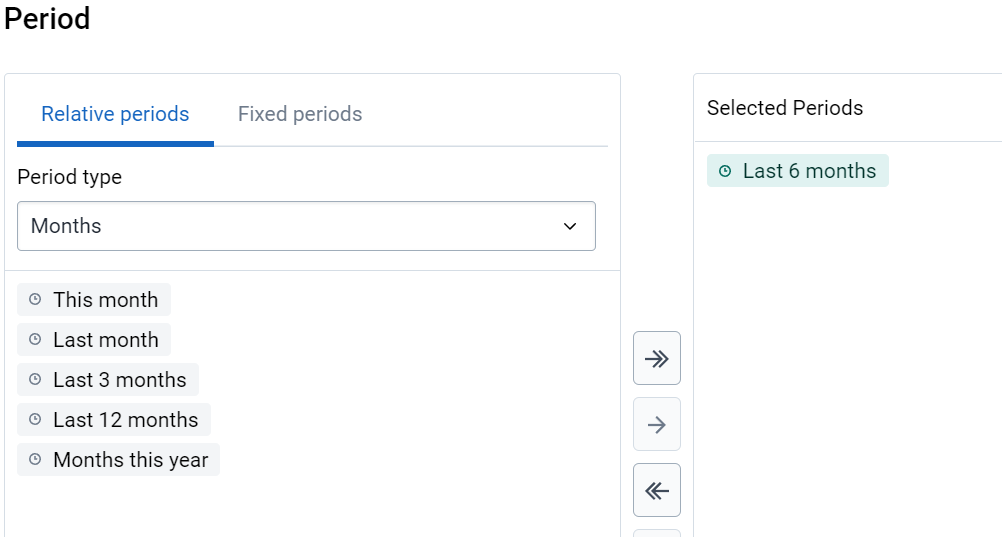 Period
Relative periods
Fixed periods
Period type
Months
This month
Last month
Last 3 months
Last 12 months
Months this year
Selected Periods
Last 6 months